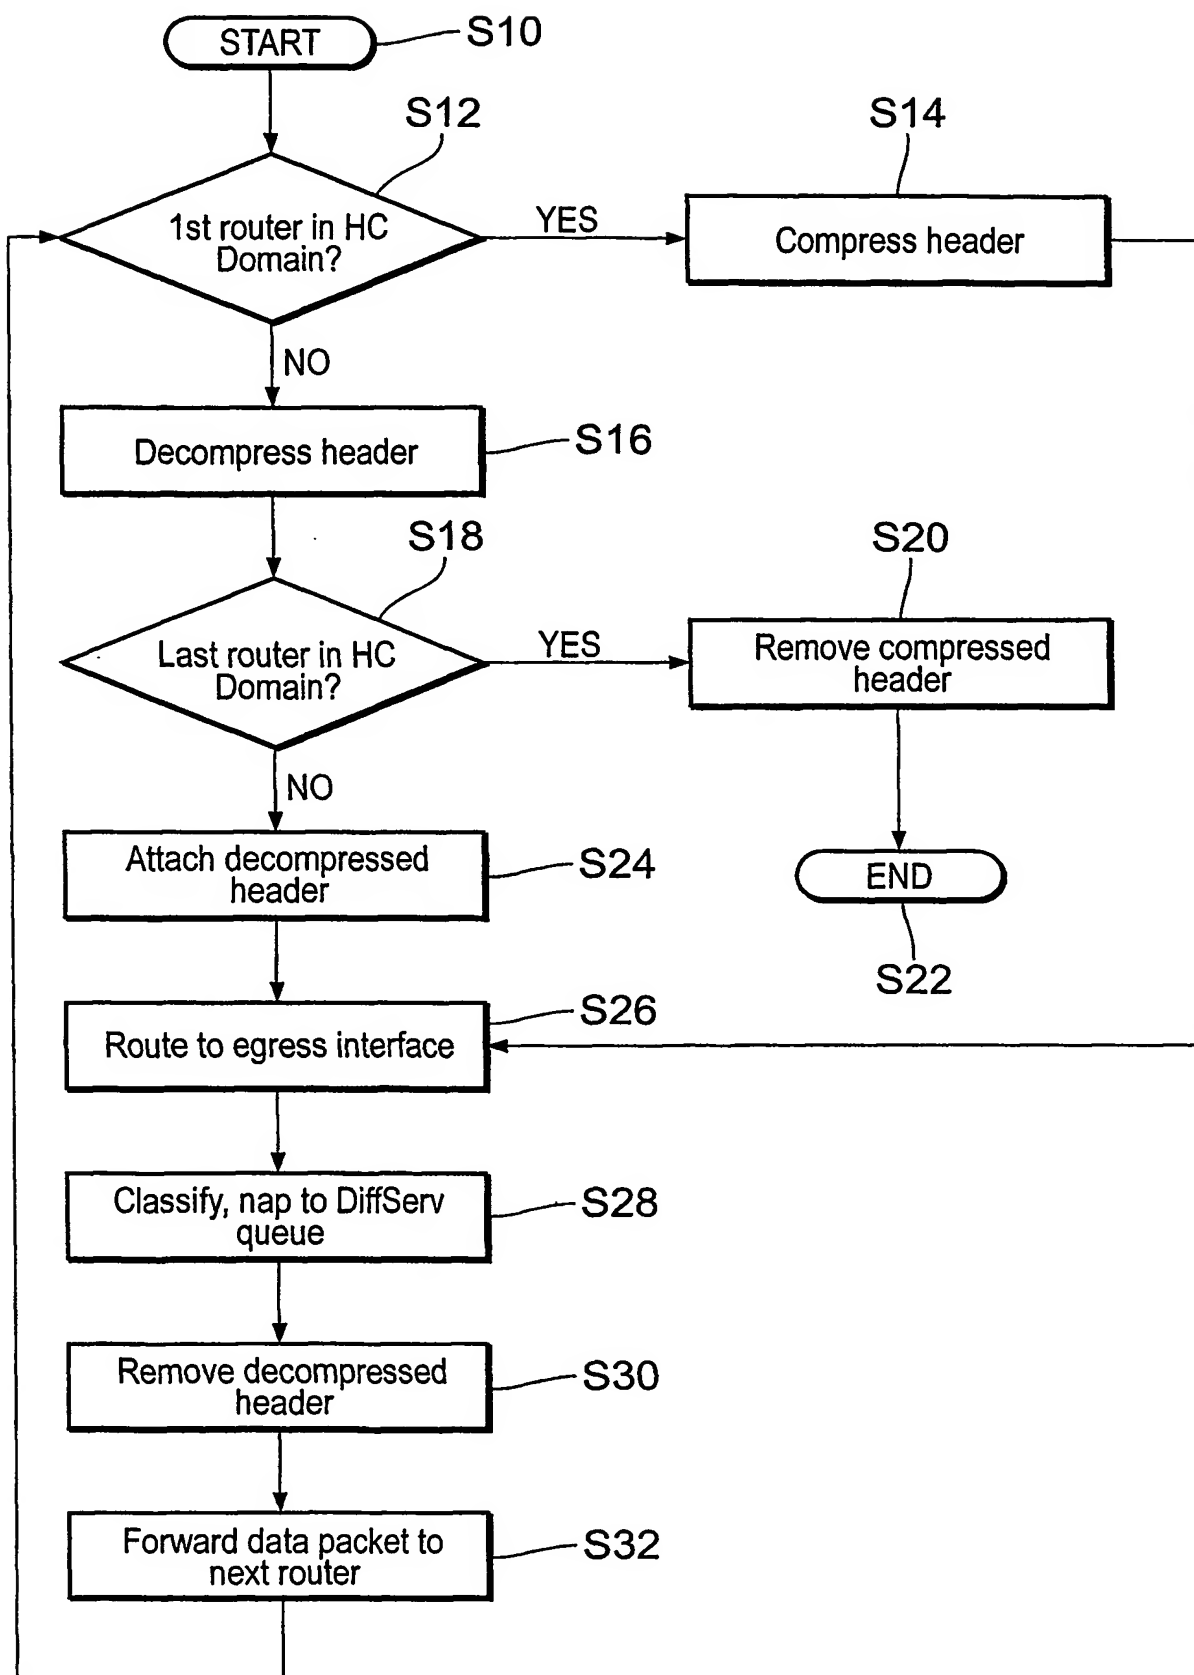 START
S10
S12
S14
1st router in HC
Domain?
YES
Compress header
NO
Decompress header
S16
S18
S20
Last router in HC
Domain?
YES
Remove compressed
header
NO
Attach decompressed
header
S24
END
S22
Route to egress interface
S26
Classify, nap to DiffServ
queue
S28
Remove decompressed
header
S30
Forward data packet to
next router
S32